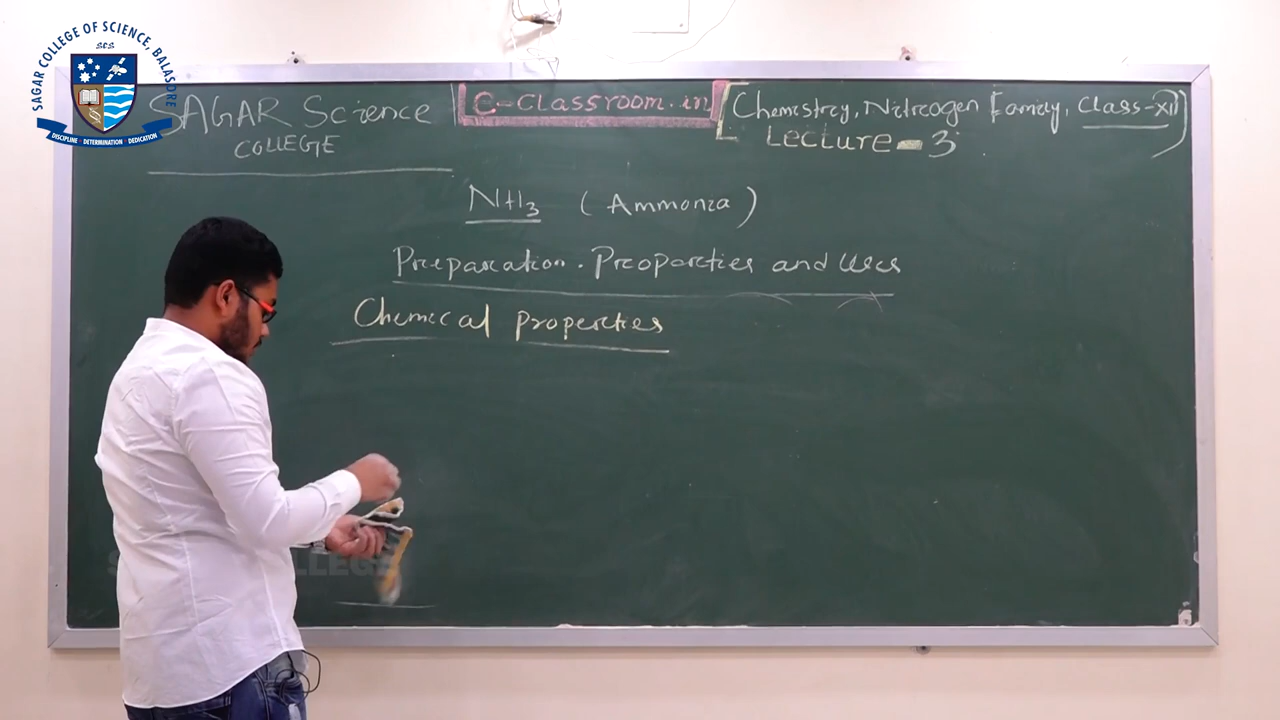 SAGAR COLLEGE OF SCIENCE, BALASORE
SCS
DISCIPLINE · DETERMINATION · DEDICATION
SAGAR Science
COLLEGE
e-classroom.in
Chemistry, Nitrogen Family, Class-XII
Lecture-3
NH3 (Ammonia)
Preparation. Properties and Uses
Chemical properties
LLEGE